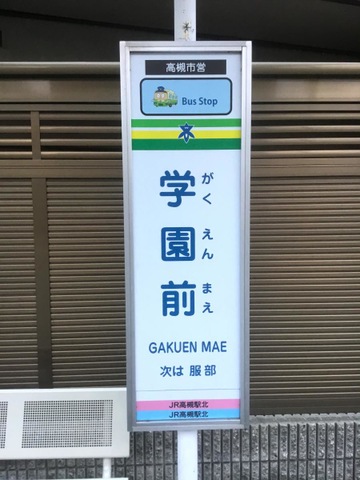 高槻市営
Bus Stop
学園前
がくえんまえ
GAKUEN MAE
次は 服部
JR高槻駅北
JR高槻駅北